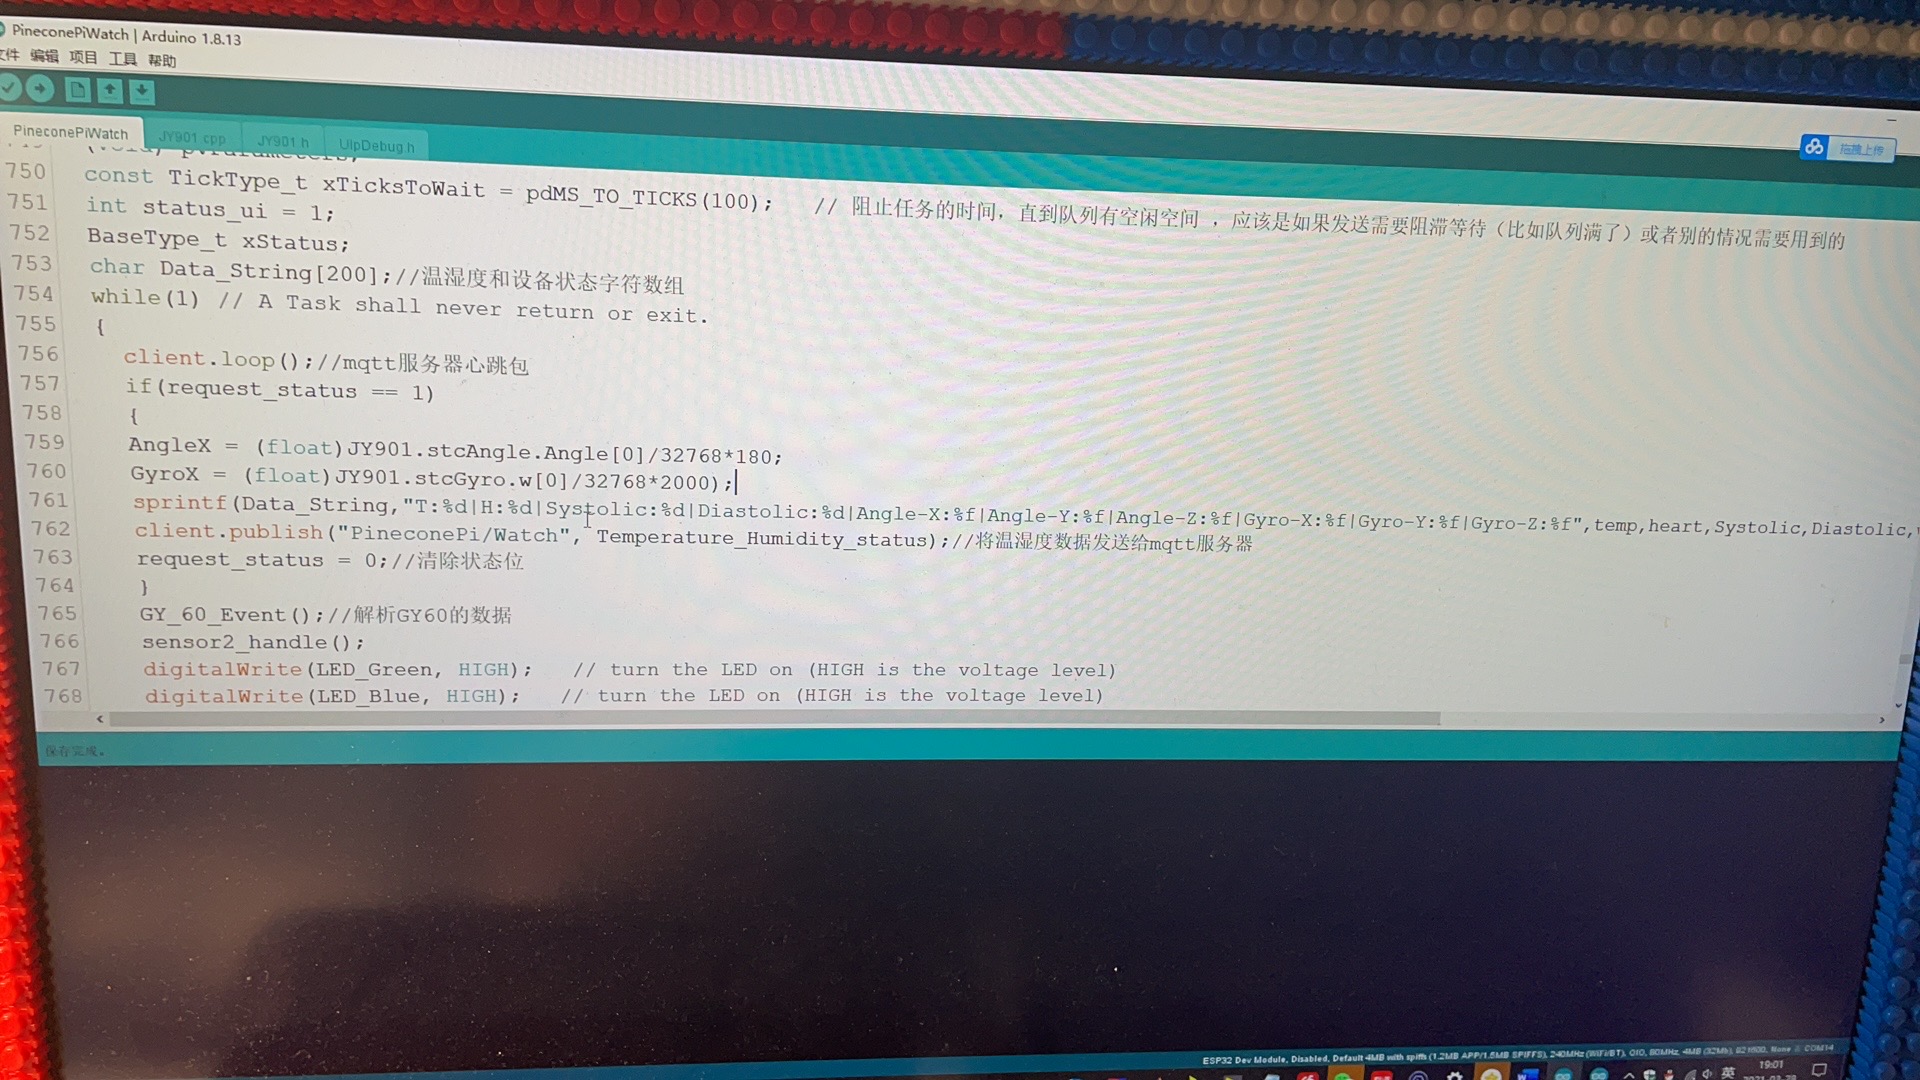 PineconePiWatch | Arduino 1.8.13
文件 编辑 项目 工具 帮助
PineconePiWatch JY901.cpp JY901.h UlpDebug.h
拖拽上传
750 const TickType_t xTicksToWait = pdMS_TO_TICKS(100); // 阻止任务的时间，直到队列有空闲空间 ，应该是如果发送需要阻滞等待（比如队列满了）或者别的情况需要用到的
751 int status_ui = 1;
752 BaseType_t xStatus;
753 char Data_String[200];//温湿度和设备状态字符数组
754 while(1) // A Task shall never return or exit.
755 {
756 client.loop();//mqtt服务器心跳包
757 if(request_status == 1)
758 {
759 AngleX = (float)JY901.stcAngle.Angle[0]/32768*180;
760 GyroX = (float)JY901.stcGyro.w[0]/32768*2000);
761 sprintf(Data_String,"T:%d|H:%d|Systolic:%d|Diastolic:%d|Angle-X:%f|Angle-Y:%f|Angle-Z:%f|Gyro-X:%f|Gyro-Y:%f|Gyro-Z:%f",temp,heart,Systolic,Diastolic,
762 client.publish("PineconePi/Watch", Temperature_Humidity_status);//将温湿度数据发送给mqtt服务器
763 request_status = 0;//清除状态位
764 }
765 GY_60_Event();//解析GY60的数据
766 sensor2_handle();
767 digitalWrite(LED_Green, HIGH); // turn the LED on (HIGH is the voltage level)
768 digitalWrite(LED_Blue, HIGH); // turn the LED on (HIGH is the voltage level)
保存完成。
ESP32 Dev Module, Disabled, Default 4MB with spiffs (1.2MB APP/1.5MB SPIFFS), 240MHz (WiFi/BT), QIO, 80MHz, 4MB (32Mb), 921600, None 于 COM14
英 19:01